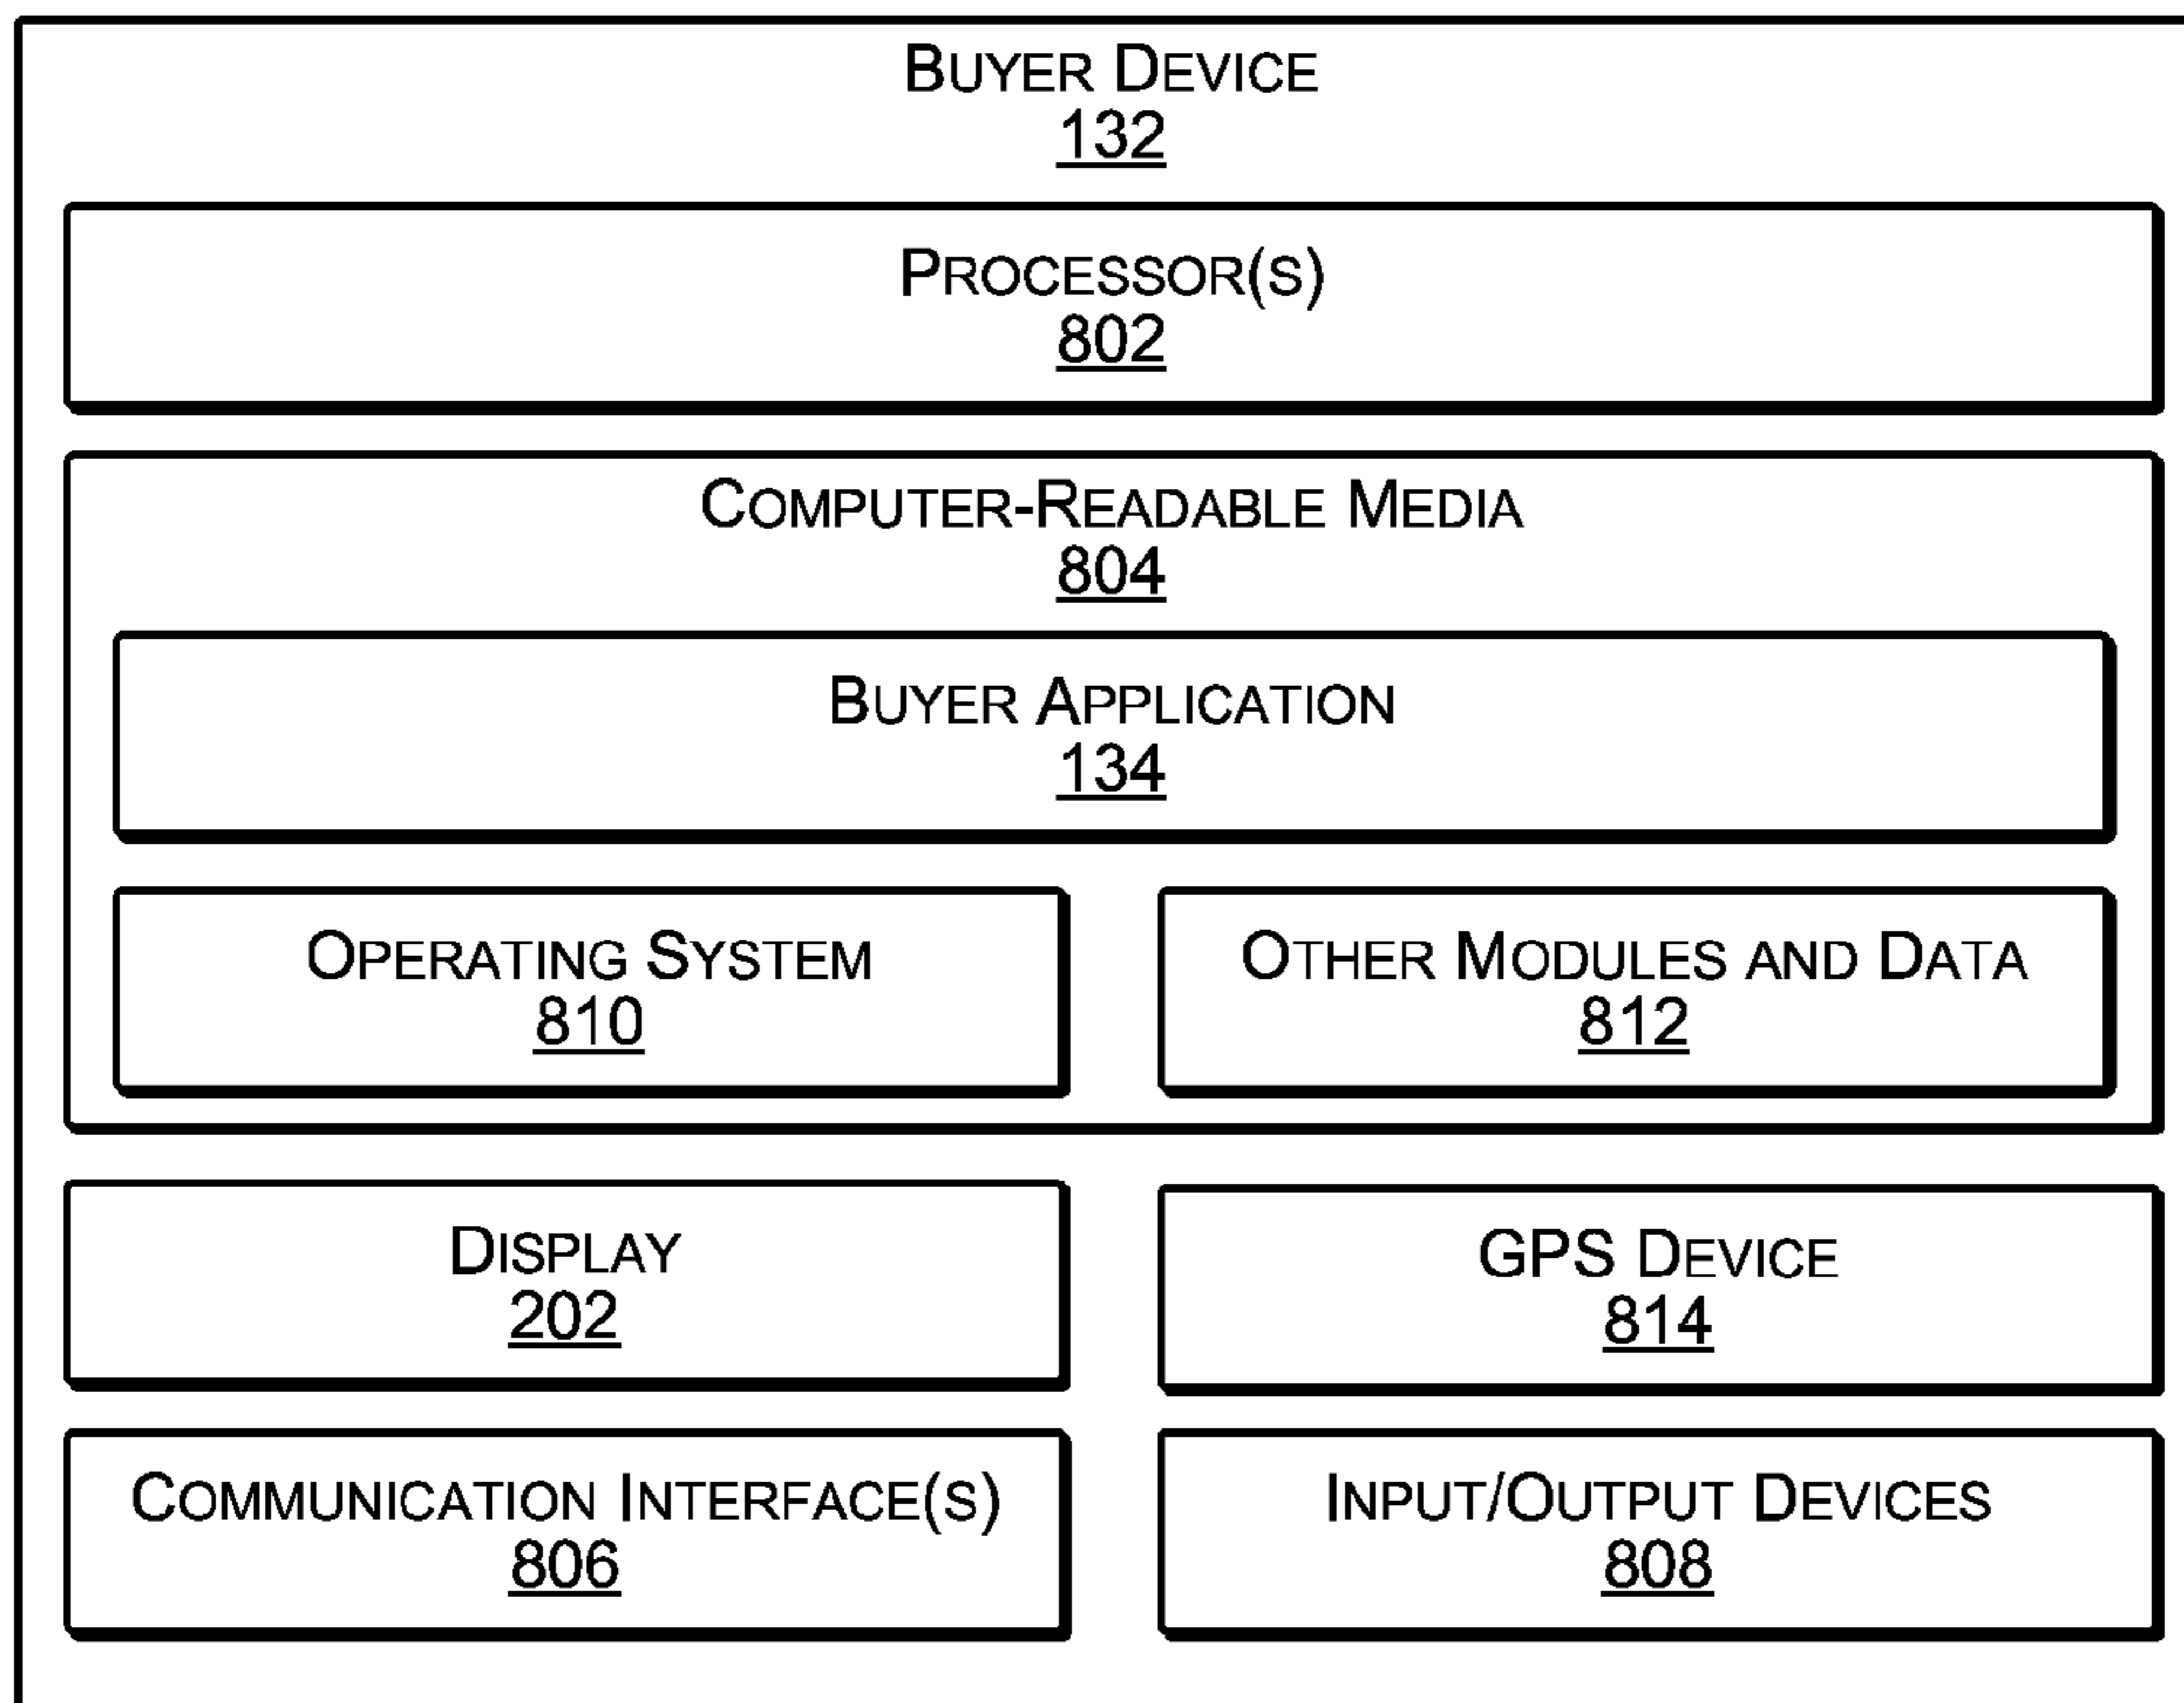 BUYER DEVICE
132
PROCESSOR(S)
802
COMPUTER-READABLE MEDIA
804
BUYER APPLICATION
134
OPERATING SYSTEM
810
OTHER MODULES AND DATA
812
DISPLAY
202
GPS DEVICE
814
COMMUNICATION INTERFACE(S)
806
INPUT/OUTPUT DEVICES
808